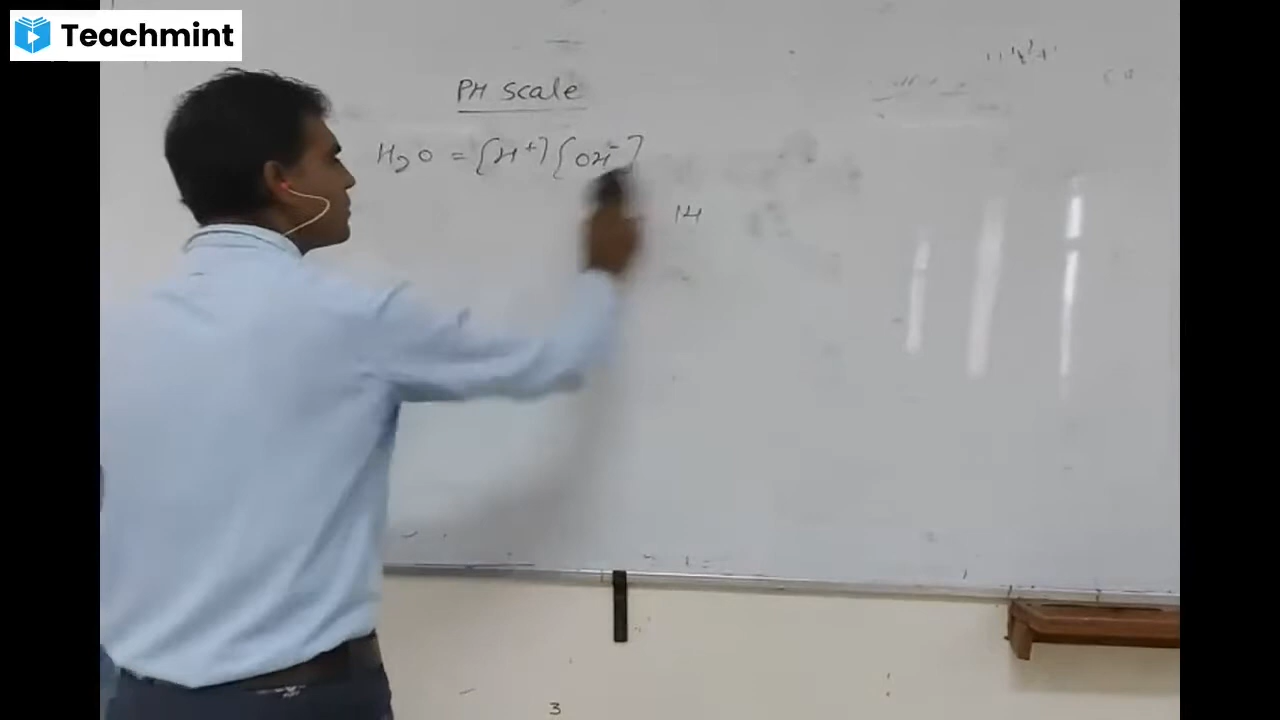 Teachmint
PH Scale
H2O = [H+] [OH-]
14
3